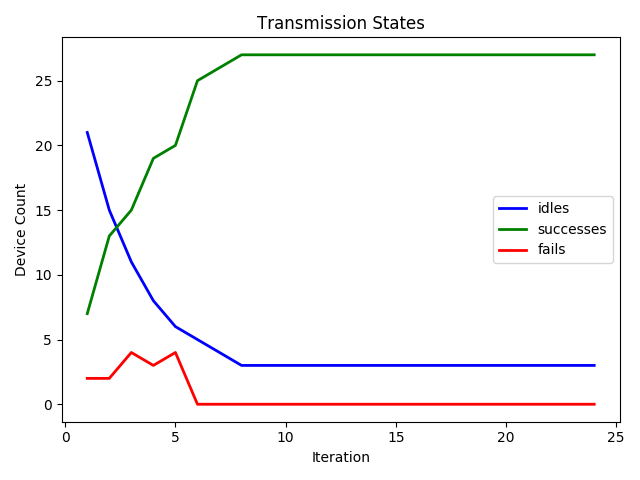 Transmission States
Device Count
25
20
15
10
5
0
idles
successes
fails
0 5 10 15 20 25
Iteration